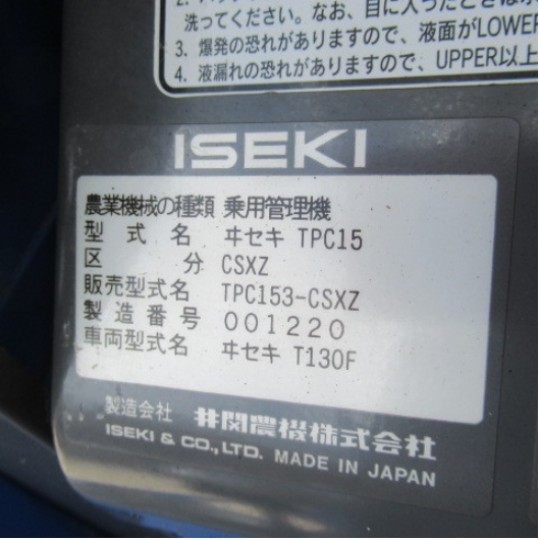 洗ってください。なお、目に入ったときは
3. 爆発の恐れがありますので、液面がLOWER
4. 液漏れの恐れがありますので、UPPER以上
ISEKI
農業機械の種類 乗用管理機
型式名 ヰセキ TPC15
区分 CSXZ
販売型式名 TPC153-CSXZ
製造番号 001220
車両型式名 ヰセキ T130F
製造会社 井関農機株式会社
ISEKI & CO., LTD. MADE IN JAPAN